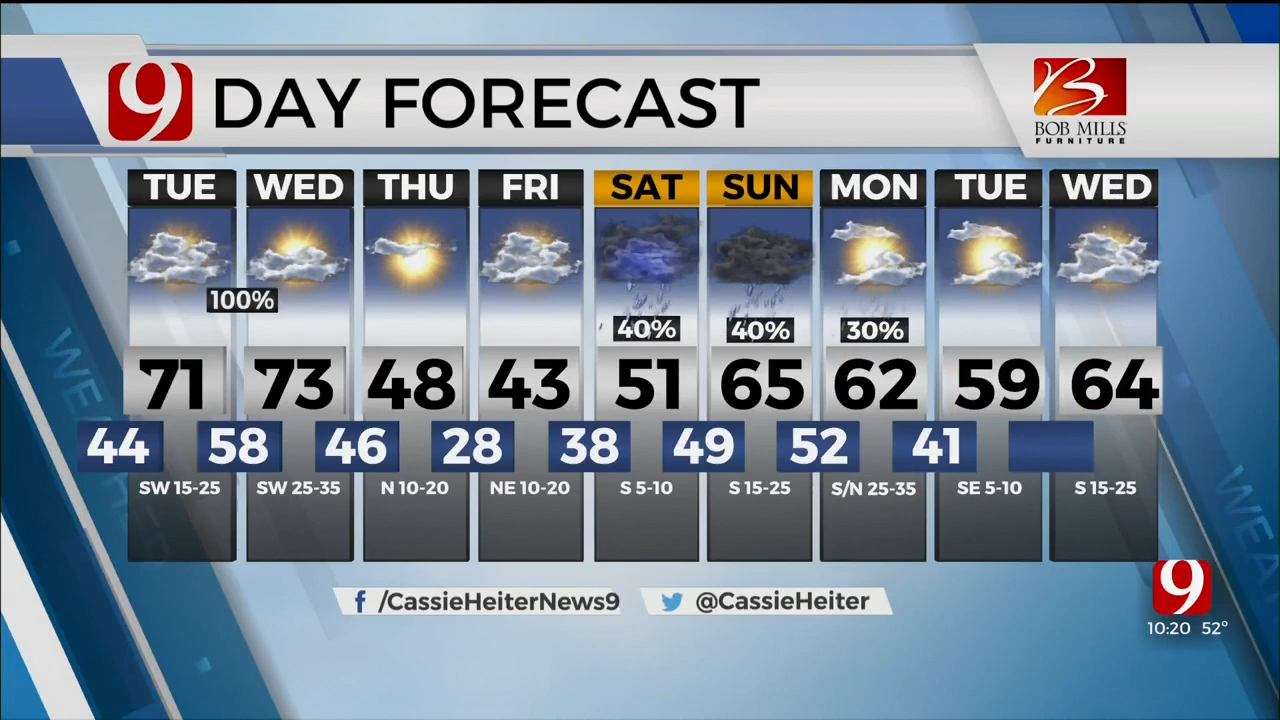 9 DAY FORECAST
B
BOB MILLS
FURNITURE
TUE WED THU FRI SAT SUN MON TUE WED
100%
40% 40% 30%
71 73 48 43 51 65 62 59 64
44 58 46 28 38 49 52 41
SW 15-25 SW 25-35 N 10-20 NE 10-20 S 5-10 S 15-25 S/N 25-35 SE 5-10 S 15-25
f /CassieHeiterNews9 @CassieHeiter
9
10:20 52°